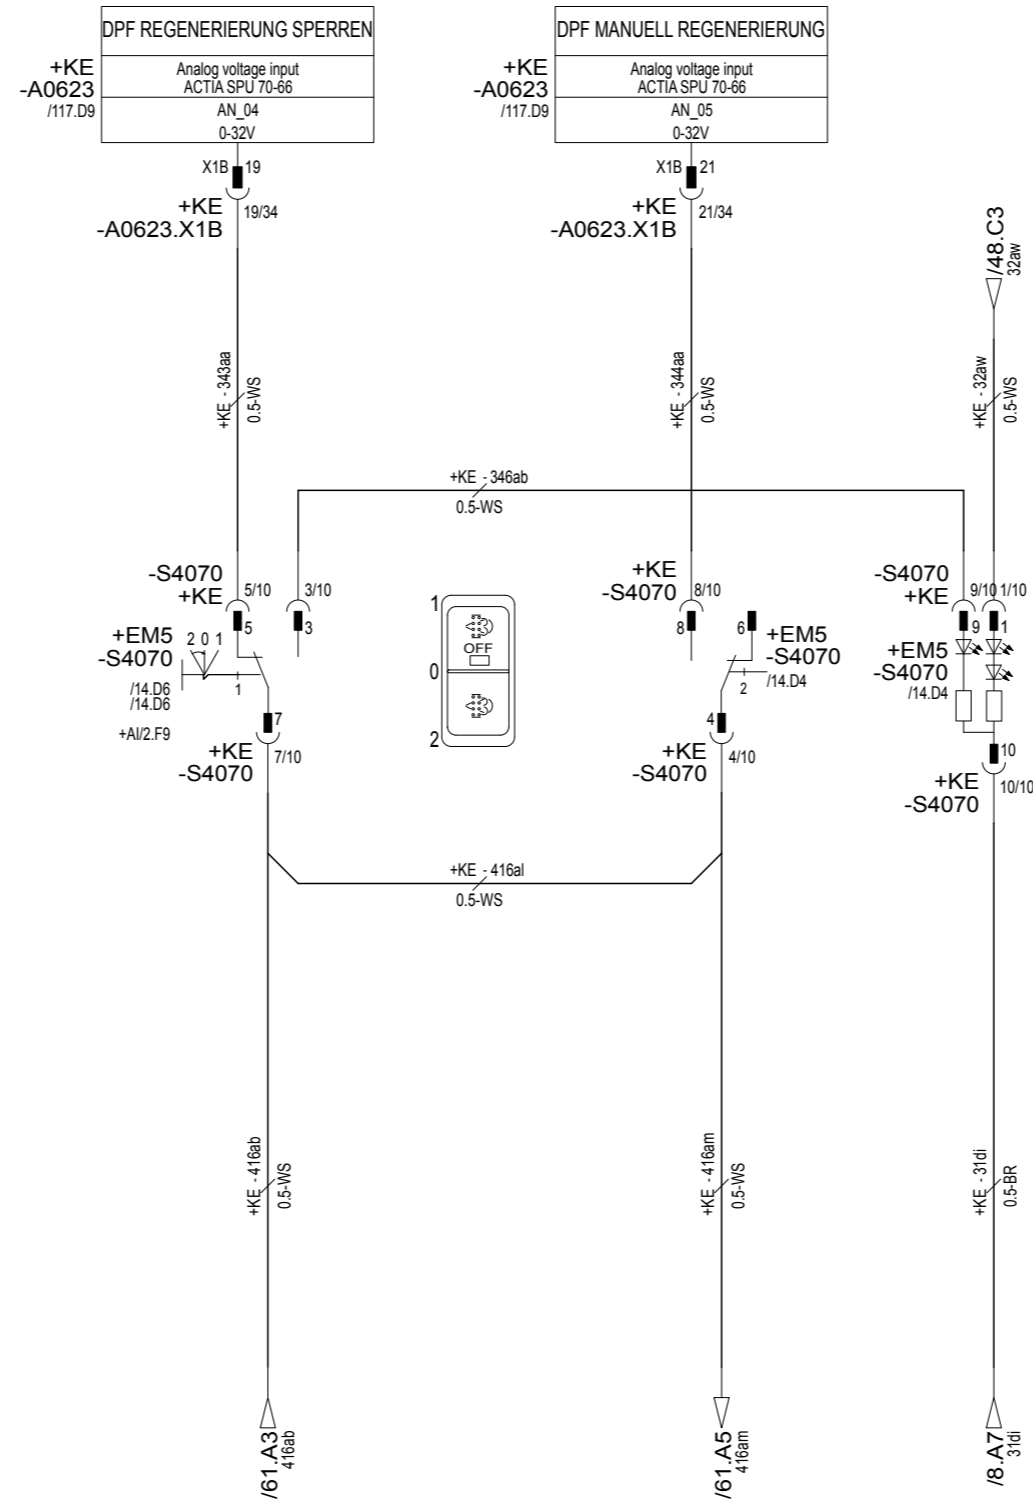 DPF REGENERIERUNG SPERREN
+KE
-A0623
/117.D9
Analog voltage input
ACTIA SPU 70-66
AN_04
0-32V
X1B 19
+KE
-A0623.X1B
19/34
DPF MANUELL REGENERIERUNG
+KE
-A0623
/117.D9
Analog voltage input
ACTIA SPU 70-66
AN_05
0-32V
X1B 21
+KE
-A0623.X1B
21/34
/48.C3
32aw
+KE - 343aa
0.5-WS
+KE - 344aa
0.5-WS
+KE - 32aw
0.5-WS
+KE - 346ab
0.5-WS
-S4070
+KE
5/10
3/10
5
3
+EM5
-S4070
2 0 1
1
/14.D6
/14.D6
+AI/2.F9
7
+KE
-S4070
7/10
1
OFF
0
2
+KE
-S4070
8/10
8
6
+EM5
-S4070
/14.D4
2
4
+KE
-S4070
4/10
-S4070
+KE
9/10 1/10
9
1
+EM5
-S4070
/14.D4
10
+KE
-S4070
10/10
+KE - 416al
0.5-WS
+KE - 416ab
0.5-WS
+KE - 416am
0.5-WS
+KE - 31di
0.5-BR
/61.A3
416ab
/61.A5
416am
/8.A7
31di